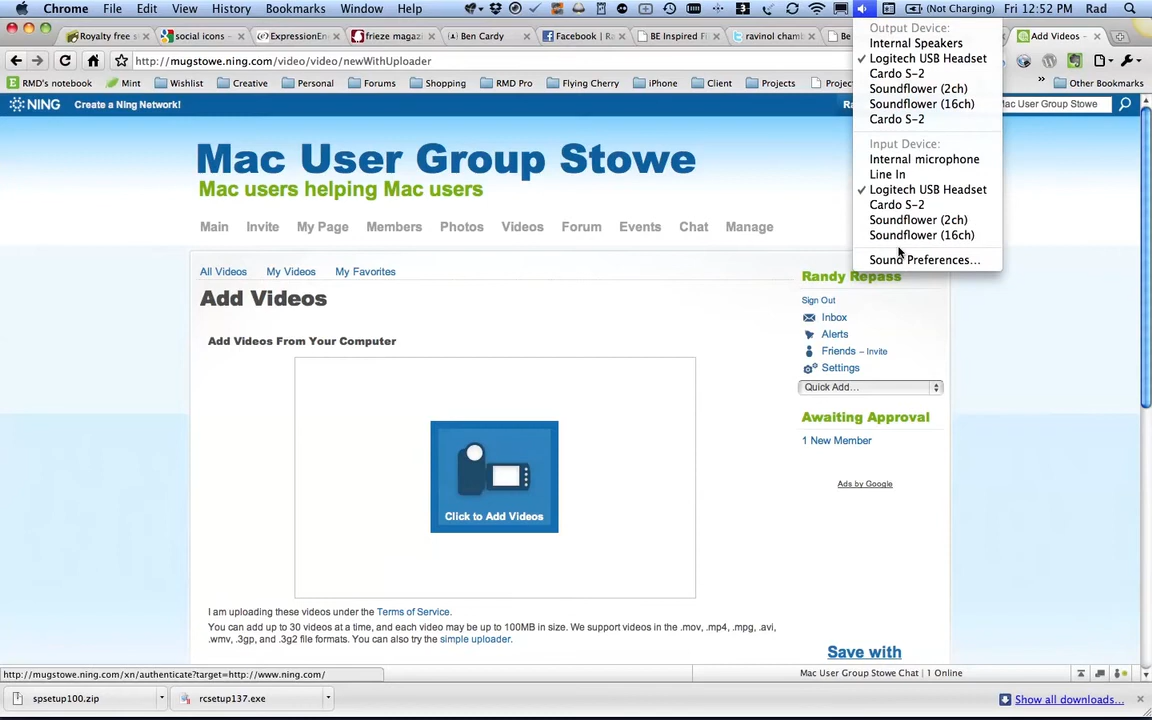 Chrome File Edit View History Bookmarks Window Help (Not Charging) Fri 12:52 PM Rad
Royalty free s social icons - (ExpressionEn frieze magazi Ben Cardy Facebook | R BE Inspired Fi ravinol chamt Be Add Videos -
http://mugstowe.ning.com/video/video/newWithUploader
RMD's notebook Mint Wishlist Creative Personal Forums Shopping RMD Pro Flying Cherry iPhone Client Projects Projec » Other Bookmarks
NING Create a Ning Network! Ra Mac User Group Stowe
Output Device:
Internal Speakers
Logitech USB Headset
Cardo S-2
Soundflower (2ch)
Soundflower (16ch)
Cardo S-2
Input Device:
Internal microphone
Line In
Logitech USB Headset
Cardo S-2
Soundflower (2ch)
Soundflower (16ch)
Sound Preferences...
Mac User Group Stowe
Mac users helping Mac users
Main Invite My Page Members Photos Videos Forum Events Chat Manage
All Videos My Videos My Favorites
Add Videos
Add Videos From Your Computer
Click to Add Videos
I am uploading these videos under the Terms of Service.
You can add up to 30 videos at a time, and each video may be up to 100MB in size. We support videos in the .mov, .mp4, .mpg, .avi,
.wmv, .3gp, and .3g2 file formats. You can also try the simple uploader.
Randy Repass
Sign Out
Inbox
Alerts
Friends – Invite
Settings
Quick Add...
Awaiting Approval
1 New Member
Ads by Google
Save with
http://mugstowe.ning.com/xn/authenticate?target=http://www.ning.com/
Mac User Group Stowe Chat | 1 Online
spsetup100.zip rcsetup137.exe Show all downloads...